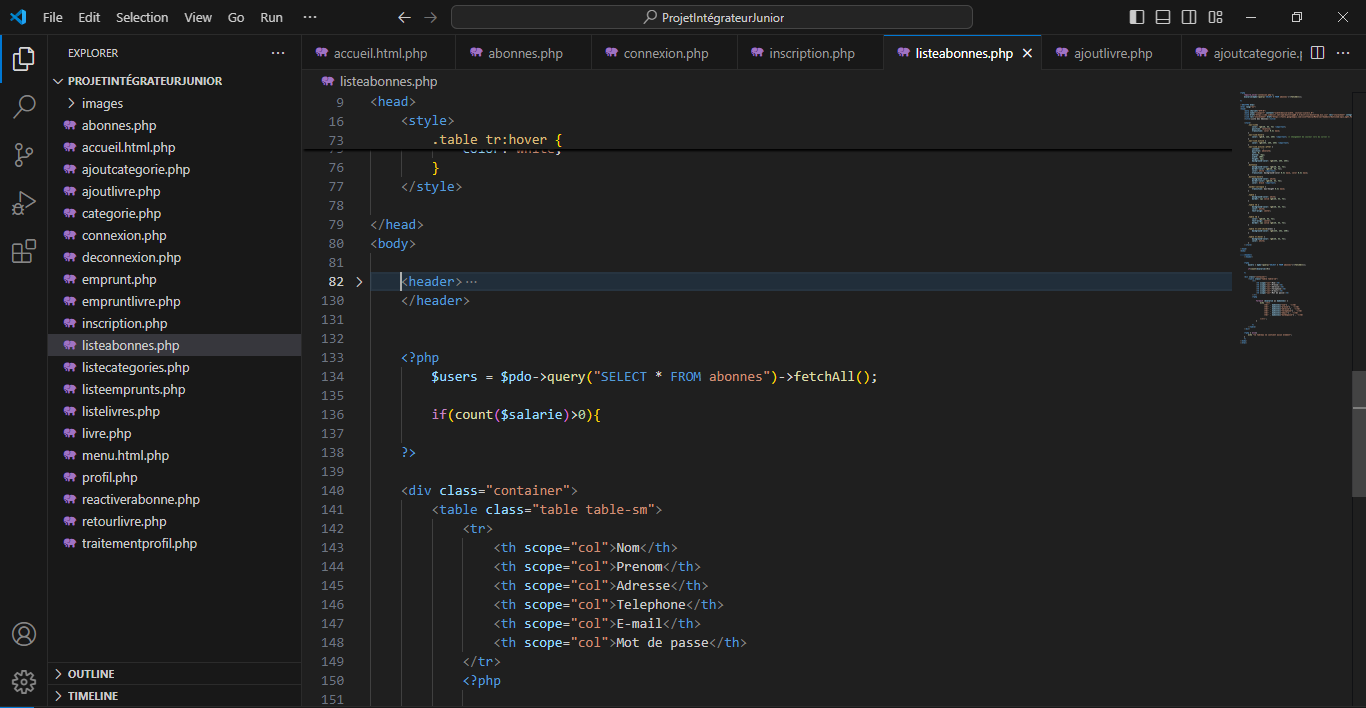 File Edit Selection View Go Run ···
ProjetIntégrateurJunior
EXPLORER
PROJETINTÉGRATEURJUNIOR
images
abonnes.php
accueil.html.php
ajoutcategorie.php
ajoutlivre.php
categorie.php
connexion.php
deconnexion.php
emprunt.php
empruntlivre.php
inscription.php
listeabonnes.php
listecategories.php
listeemprunts.php
listelivres.php
livre.php
menu.html.php
profil.php
reactiverabonne.php
retourlivre.php
traitementprofil.php
OUTLINE
TIMELINE
accueil.html.php abonnes.php connexion.php inscription.php listeabonnes.php ajoutlivre.php ajoutcategorie.p
listeabonnes.php
9 <head>
16 <style>
73 .table tr:hover {
75 color: white;
76 }
77 </style>
78
79 </head>
80 <body>
81
82 <header> ···
130 </header>
131
132
133 <?php
134 $users = $pdo->query("SELECT * FROM abonnes")->fetchAll();
135
136 if(count($salarie)>0){
137
138 ?>
139
140 <div class="container">
141 <table class="table table-sm">
142 <tr>
143 <th scope="col">Nom</th>
144 <th scope="col">Prenom</th>
145 <th scope="col">Adresse</th>
146 <th scope="col">Telephone</th>
147 <th scope="col">E-mail</th>
148 <th scope="col">Mot de passe</th>
149 </tr>
150 <?php
151